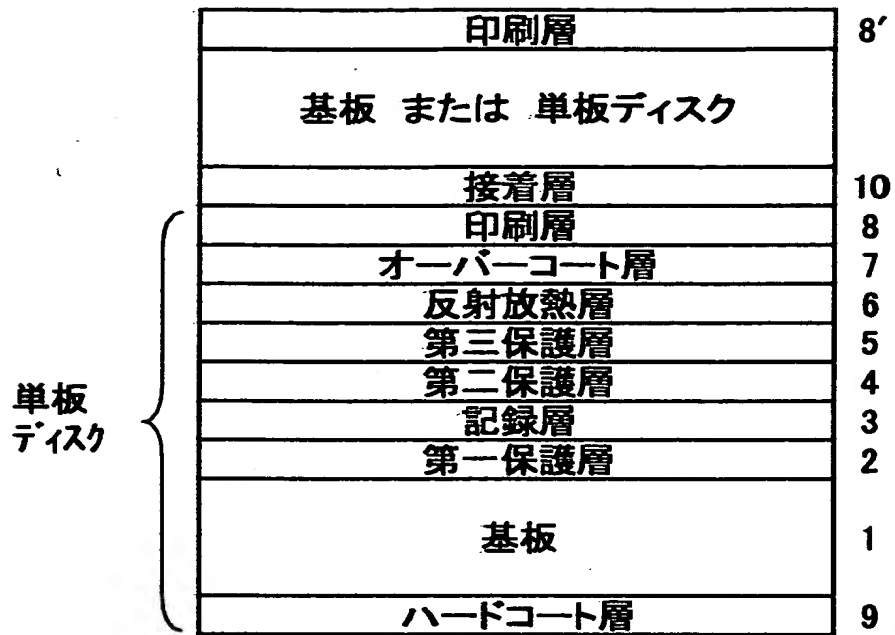 印刷層 8′
基板 または 単板ディスク
接着層 10
印刷層 8
オーバーコート層 7
反射放熱層 6
第三保護層 5
第二保護層 4
記録層 3
第一保護層 2
基板 1
ハードコート層 9
単板
ディスク